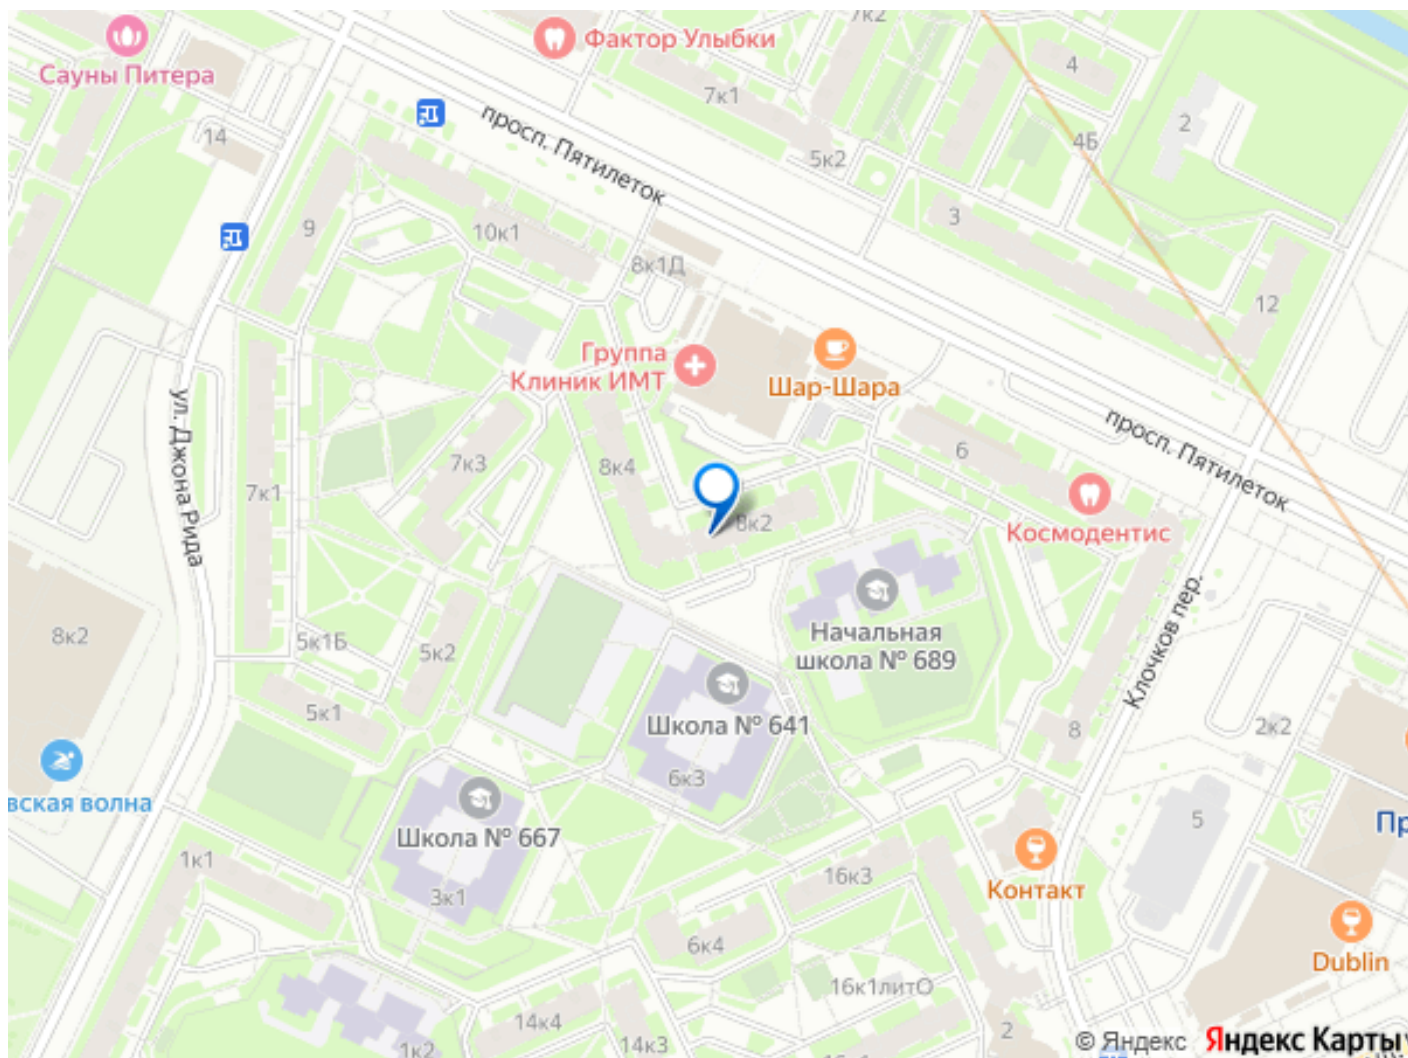 7к2
Фактор Улыбки
Сауны Питера
4
7к1
просп. Пятилеток
2
14
4Б
5к2
3
9
10к1
8к1Д
12
Группа
Клиник ИМТ
Шар-Шара
ул. Джона Рида
просп. Пятилеток
6
7к3
8к4
7к1
8к2
Космодентис
Клочков пер.
Начальная
школа № 689
8к2
5к1Б
5к2
5к1
Школа № 641
8
2к2
6к3
вская волна
Школа № 667
5
Пр
1к1
16к3
Контакт
3к1
6к4
Dublin
16к1литО
14к4
14к3
2
1к2
© Яндекс Яндекс Карты